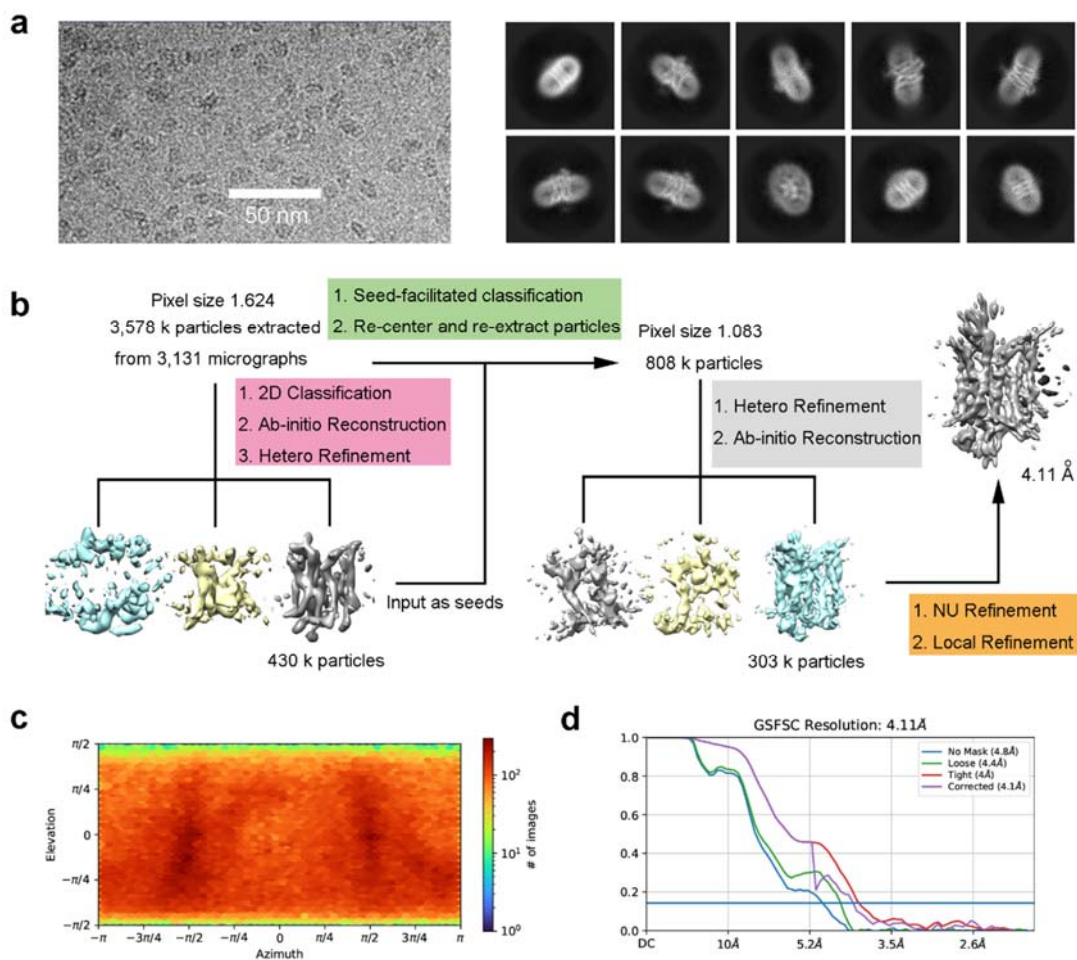 a
50 nm
b
Pixel size 1.624
3,578 k particles extracted
from 3,131 micrographs
1. Seed-facilitated classification
2. Re-center and re-extract particles
Pixel size 1.083
808 k particles
1. 2D Classification
2. Ab-initio Reconstruction
3. Hetero Refinement
1. Hetero Refinement
2. Ab-initio Reconstruction
4.11 Å
Input as seeds
430 k particles
303 k particles
1. NU Refinement
2. Local Refinement
c
π/2
π/4
0
−π/4
−π/2
Elevation
−π
−3π/4
−π/2
−π/4
0
π/4
π/2
3π/4
π
Azimuth
10²
10¹
10⁰
# of images
d
GSFSC Resolution: 4.11Å
1.0
0.8
0.6
0.4
0.2
0.0
No Mask (4.8Å)
Loose (4.4Å)
Tight (4Å)
Corrected (4.1Å)
DC
10Å
5.2Å
3.5Å
2.6Å